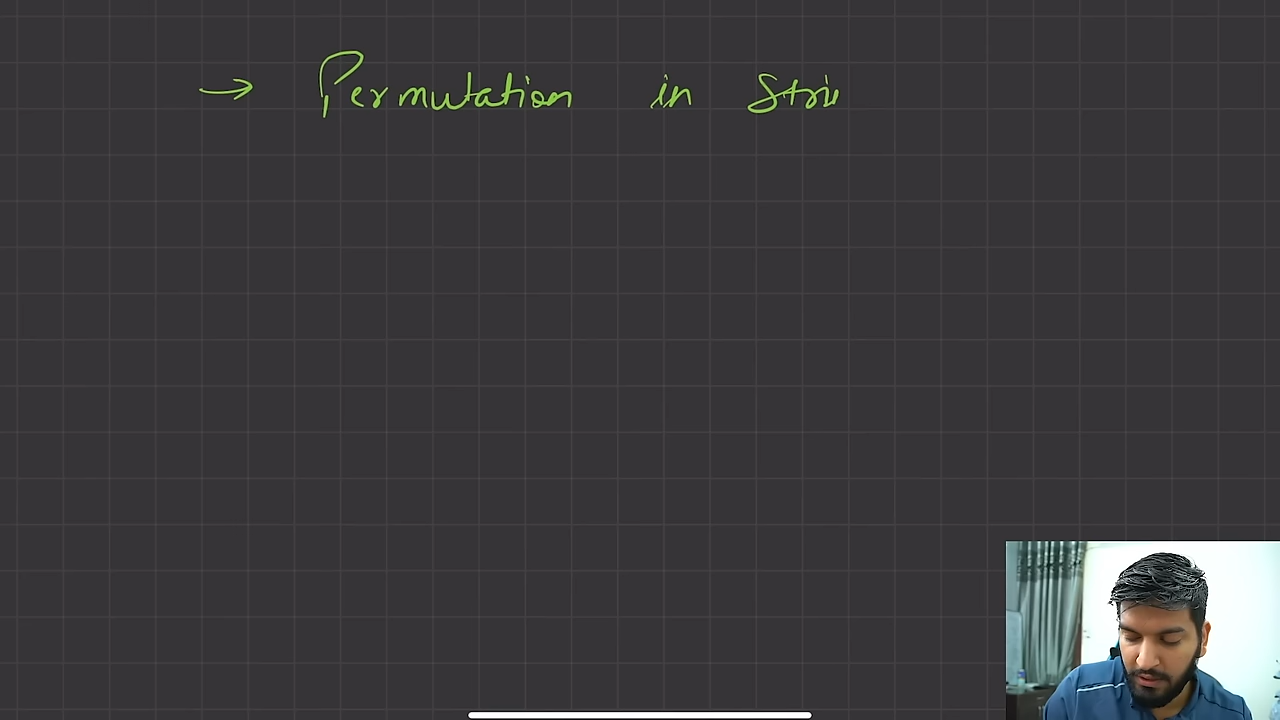 → Permutation in Stri